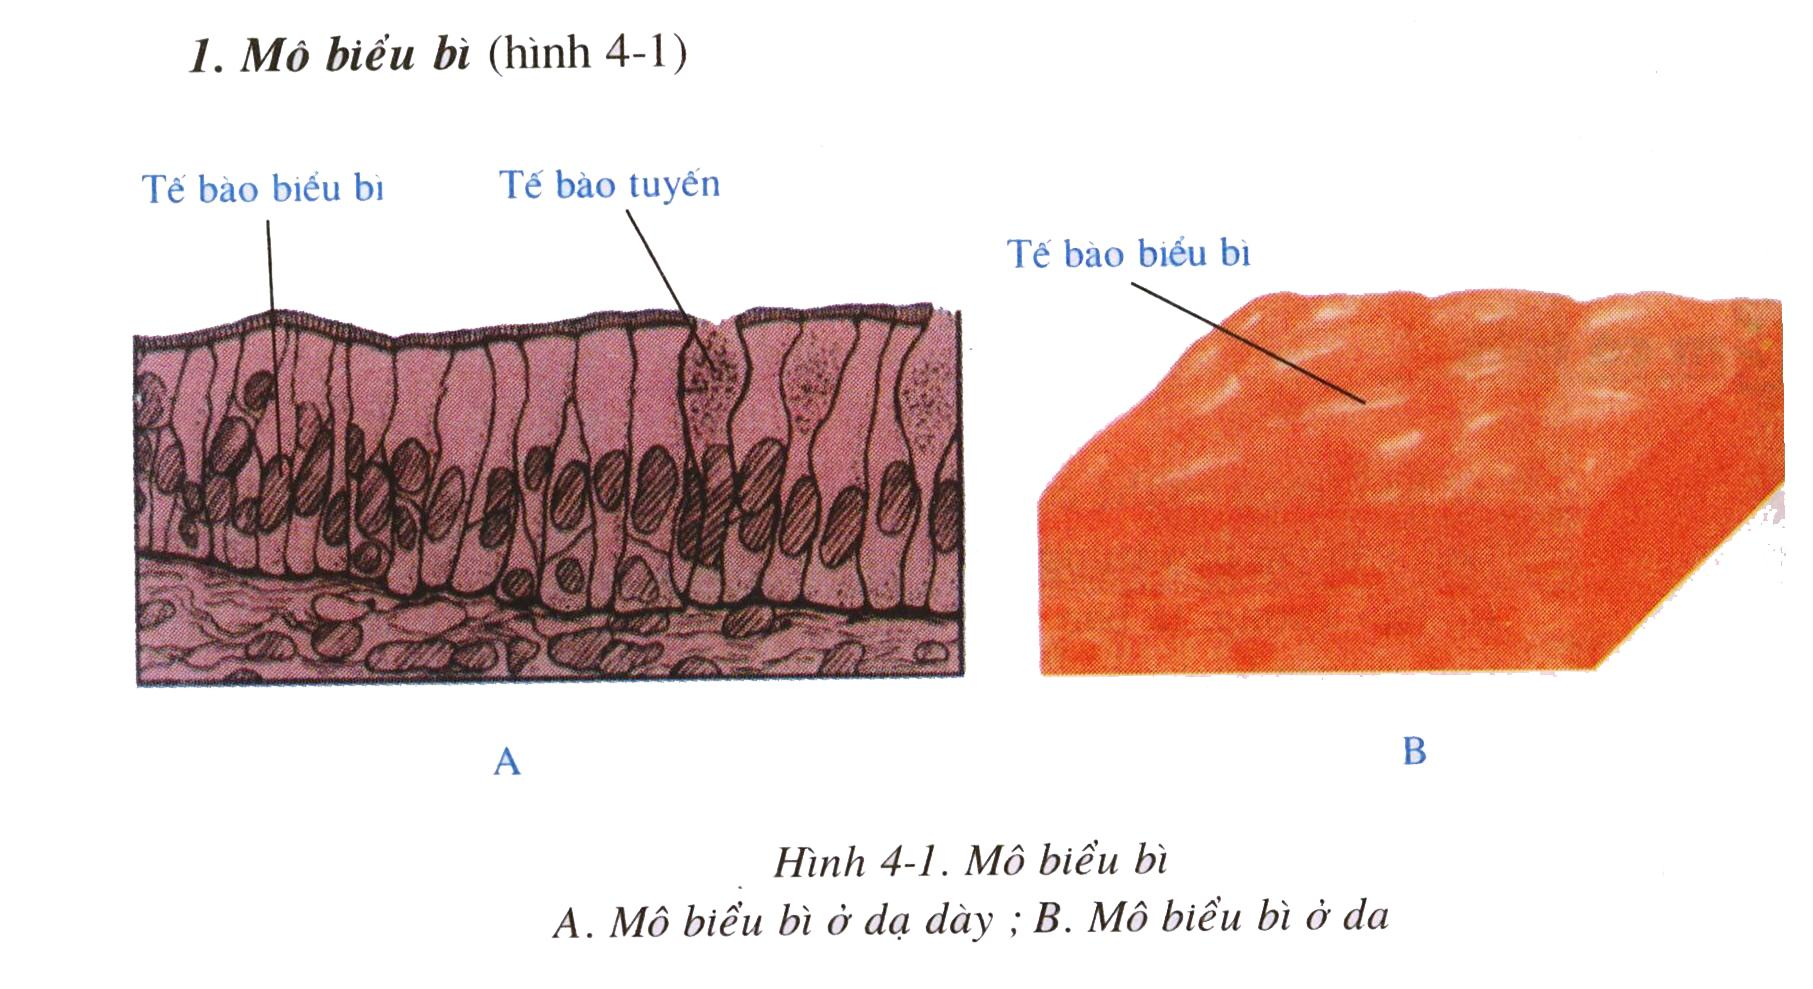 1. Mô biểu bì (hình 4-1)
Tế bào biểu bì
Tế bào tuyến
Tế bào biểu bì
A
B
Hình 4-1. Mô biểu bì
A. Mô biểu bì ở dạ dày ; B. Mô biểu bì ở da